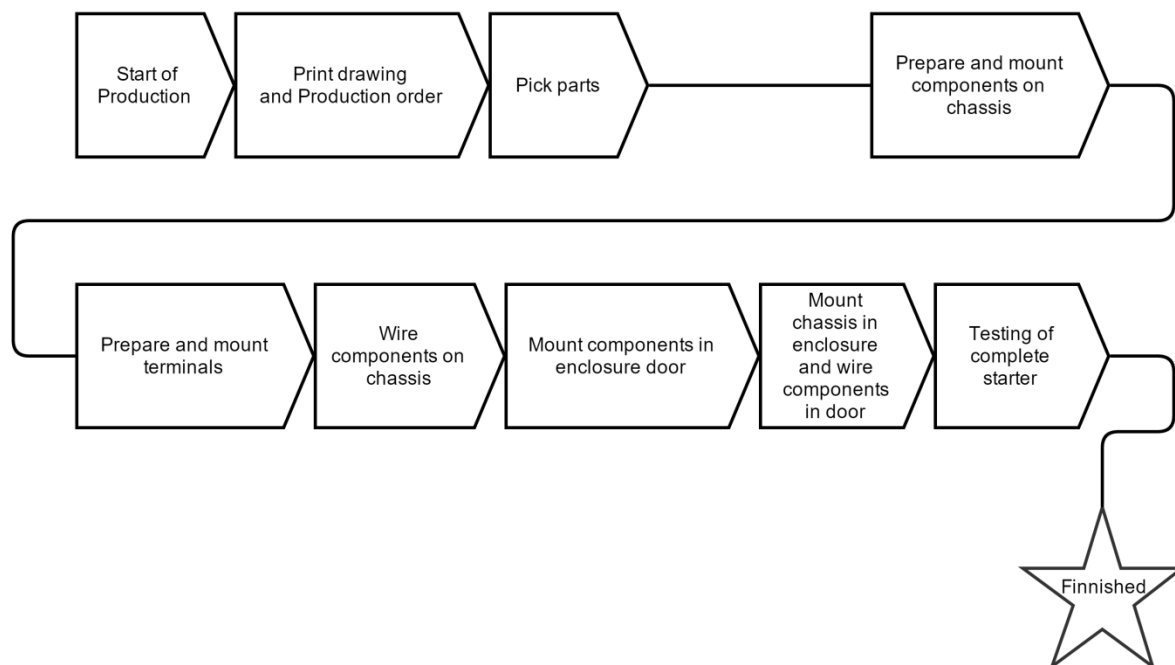 Start of
Production
Print drawing
and Production order
Pick parts
Prepare and mount
components on
chassis
Prepare and mount
terminals
Wire
components on
chassis
Mount components in
enclosure door
Mount
chassis in
enclosure
and wire
components
in door
Testing of
complete
starter
Finnished